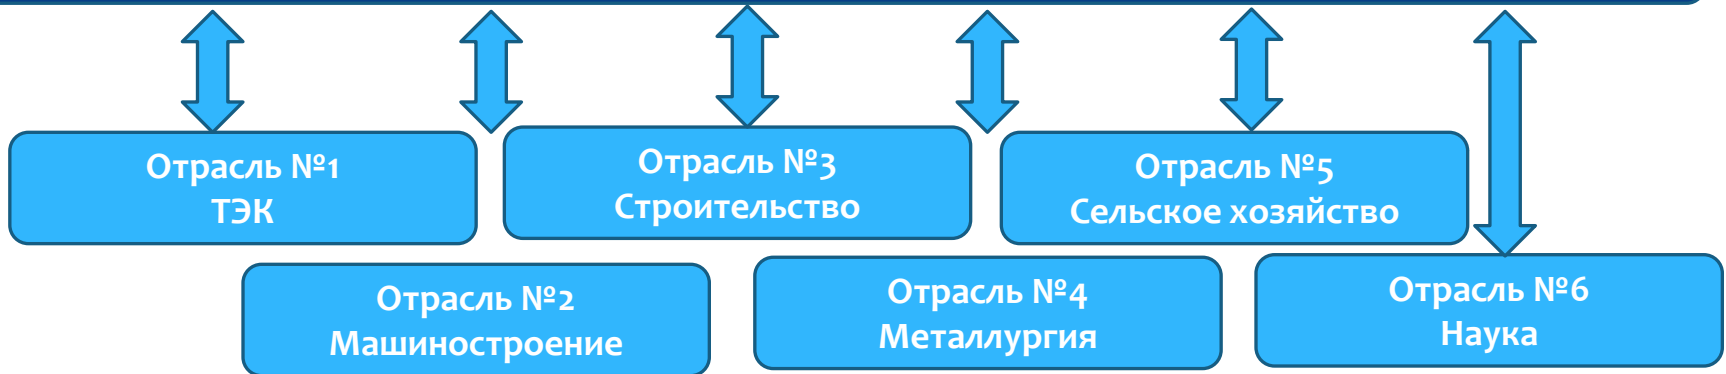 Отрасль №1
ТЭК
Отрасль №3
Строительство
Отрасль №5
Сельское хозяйство
Отрасль №2
Машиностроение
Отрасль №4
Металлургия
Отрасль №6
Наука